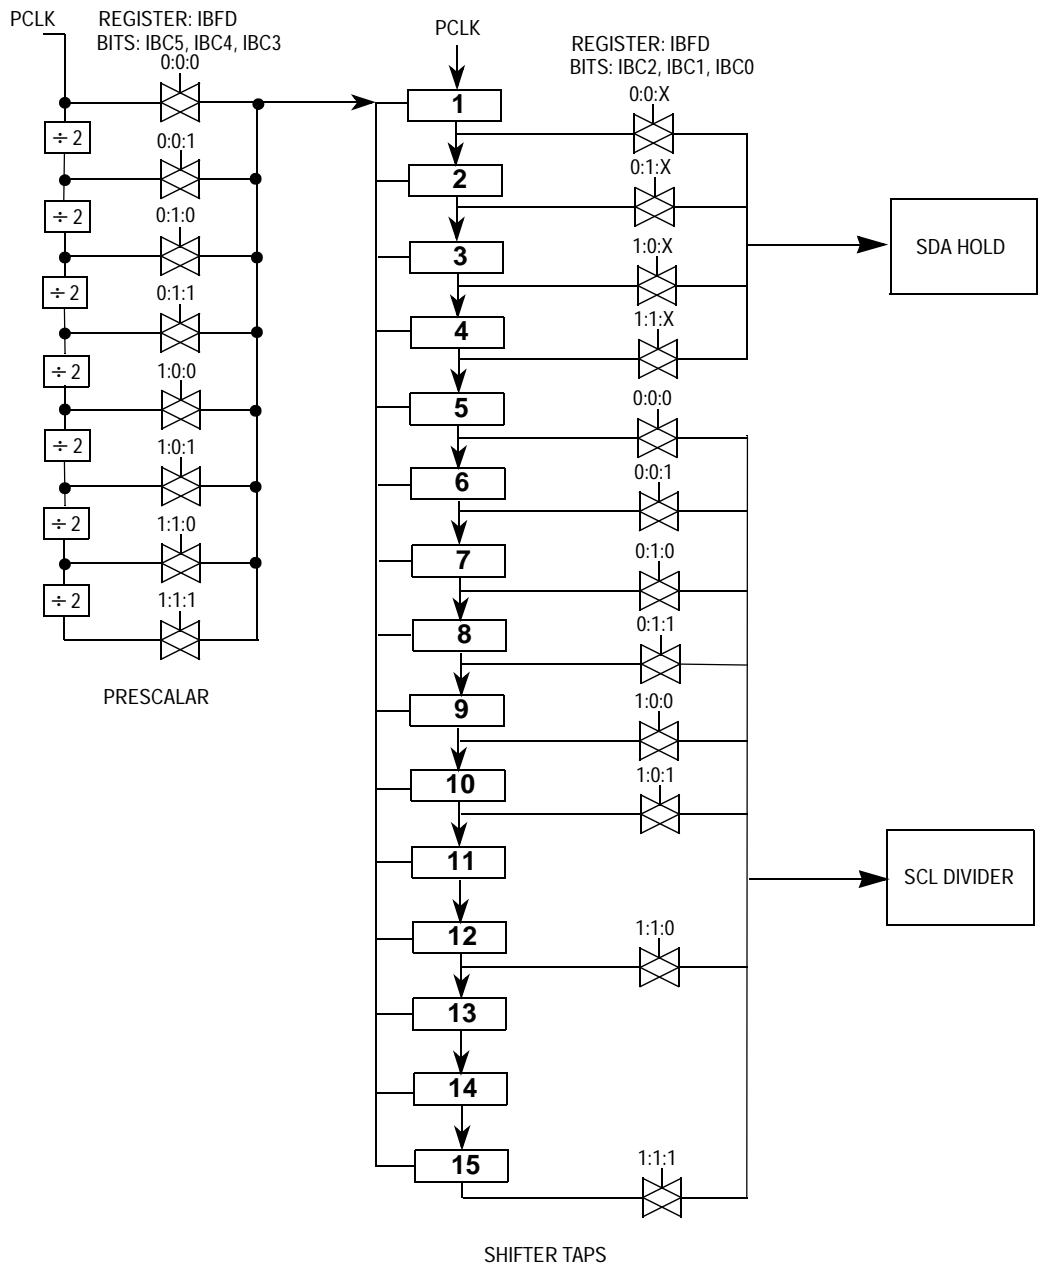 PCLK
REGISTER: IBFD
BITS: IBC5, IBC4, IBC3
0:0:0
÷ 2
0:0:1
÷ 2
0:1:0
÷ 2
0:1:1
÷ 2
1:0:0
÷ 2
1:0:1
÷ 2
1:1:0
÷ 2
1:1:1
PRESCALAR
PCLK
1
2
3
4
5
6
7
8
9
10
11
12
13
14
15
REGISTER: IBFD
BITS: IBC2, IBC1, IBC0
0:0:X
0:1:X
1:0:X
1:1:X
0:0:0
0:0:1
0:1:0
0:1:1
1:0:0
1:0:1
1:1:0
1:1:1
SDA HOLD
SCL DIVIDER
SHIFTER TAPS